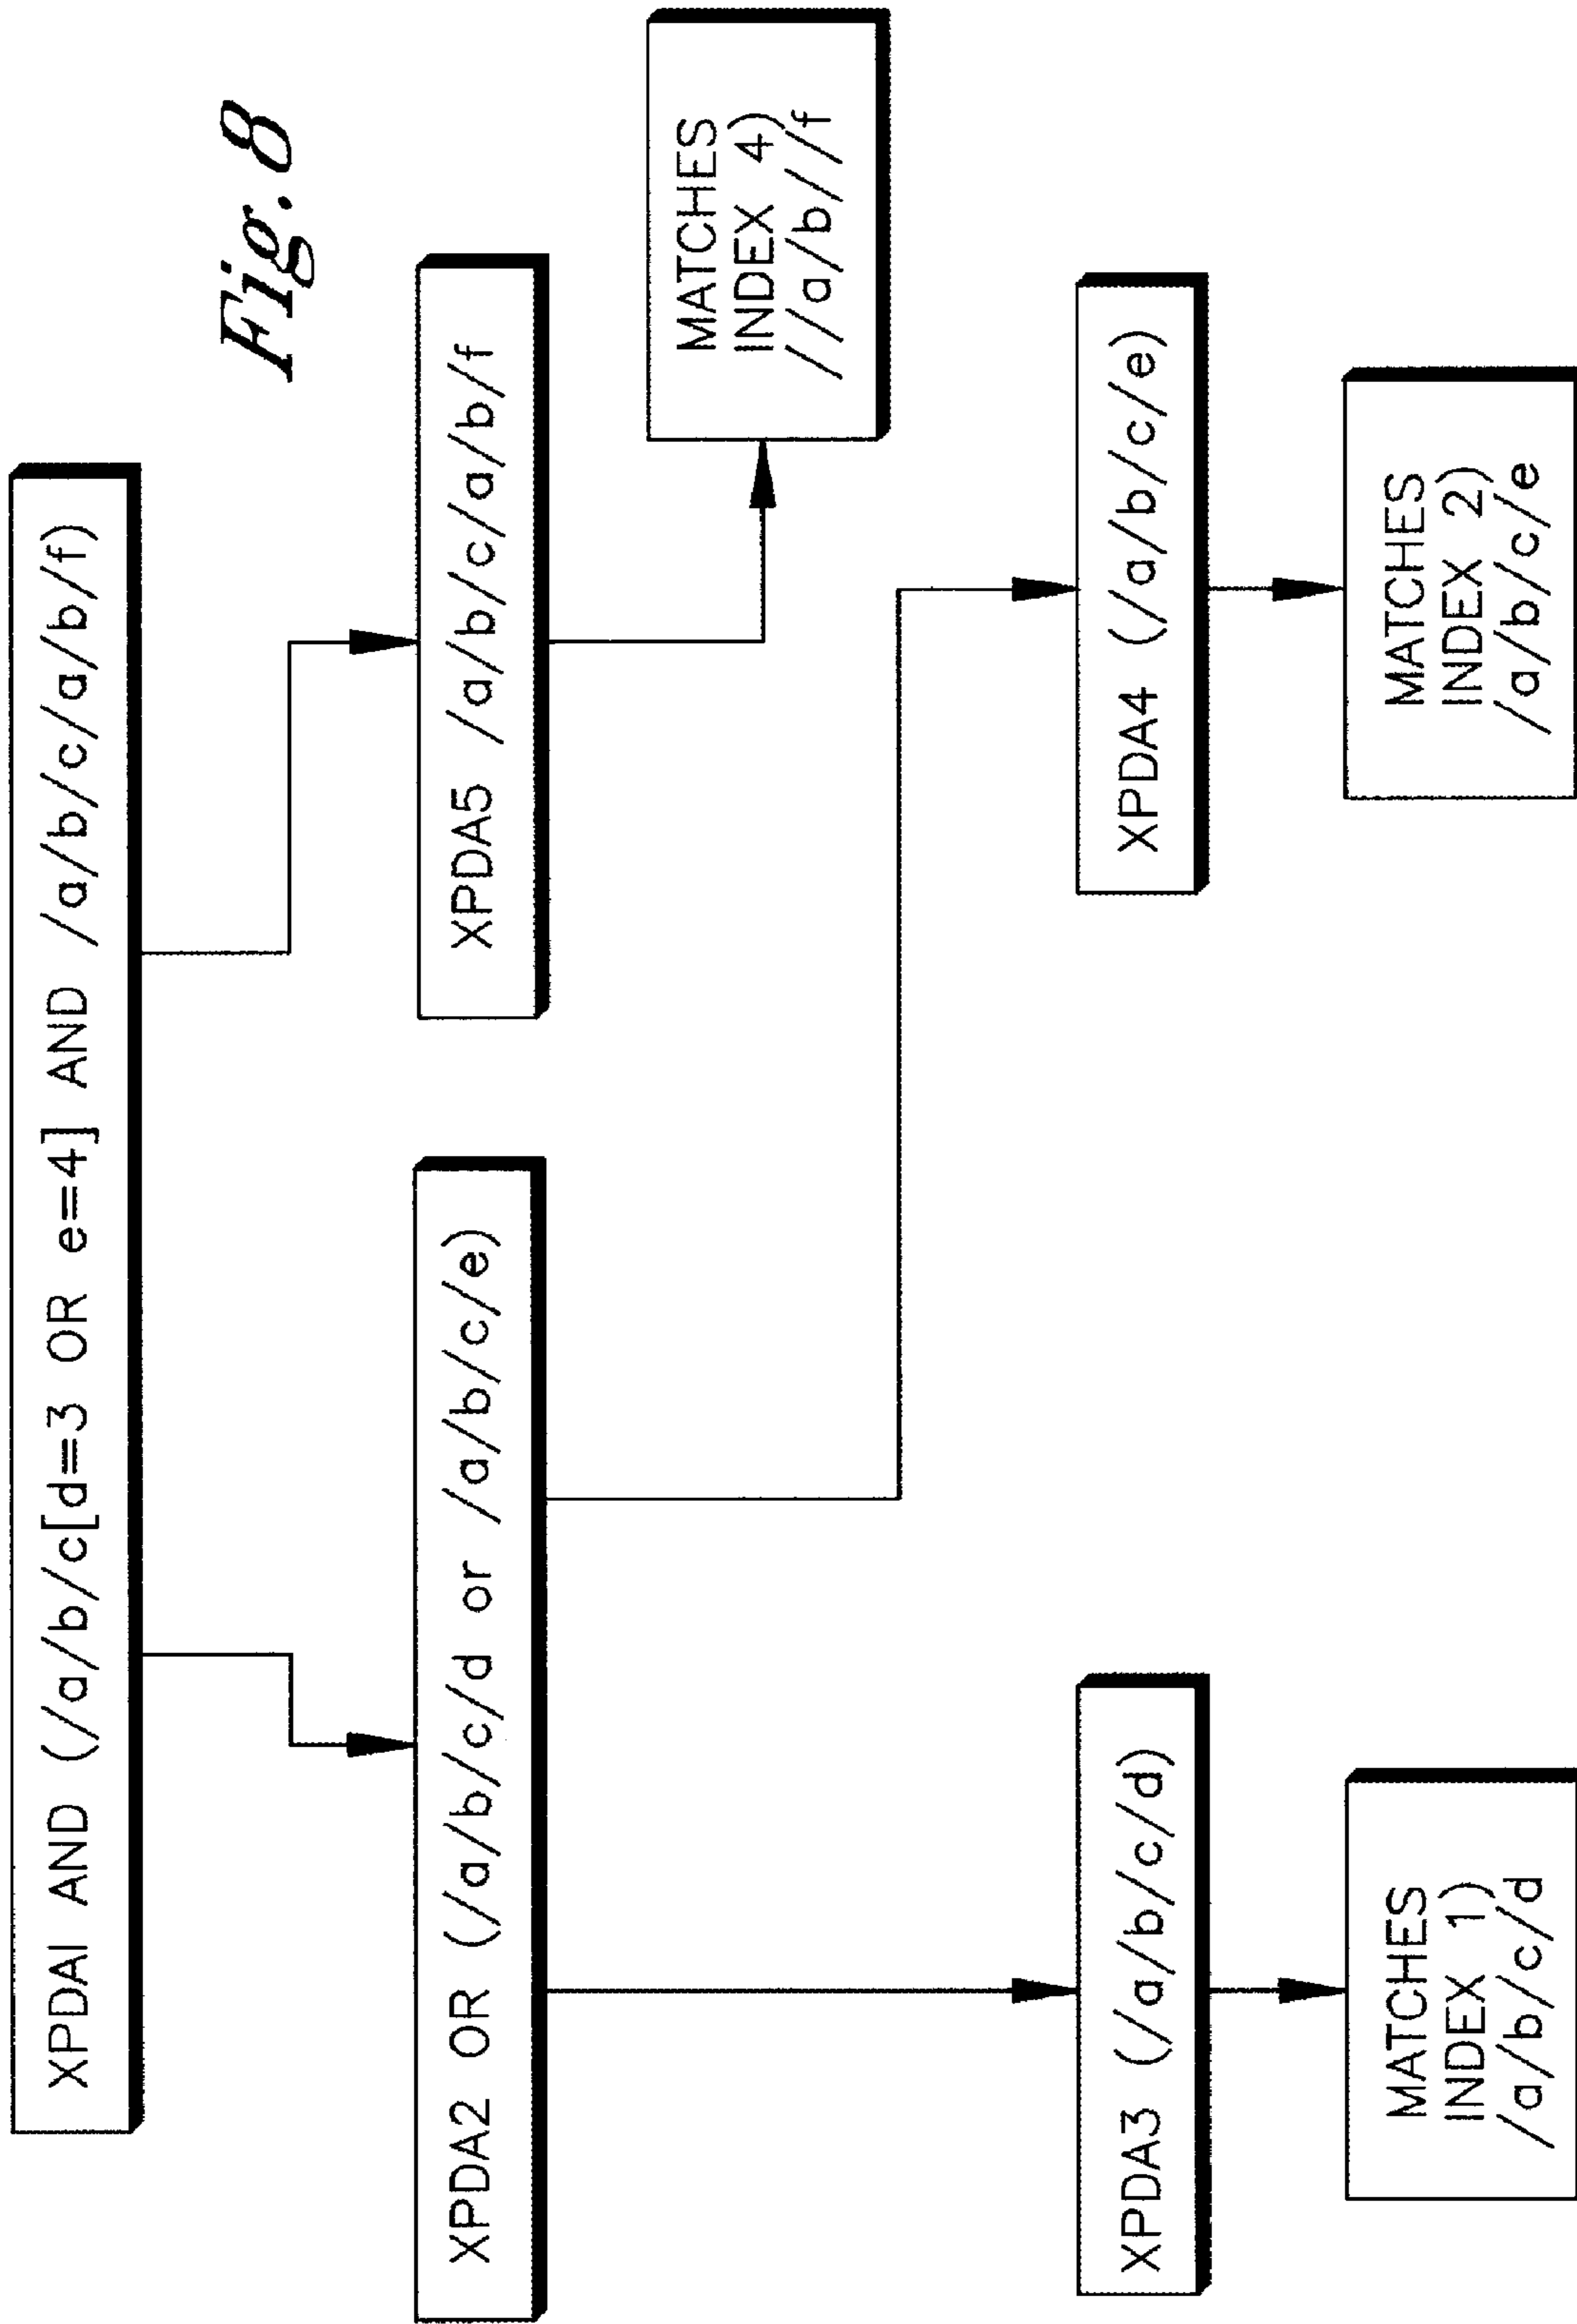 Fig. 8
XPDAI AND (/a/b/c[d=3 OR e=4] AND /a/b/c/a/b/f)
XPDA2 OR (/a/b/c/d or /a/b/c/e)
XPDA5 /a/b/c/a/b/f
MATCHES
INDEX 4)
//a/b//f
XPDA3 (/a/b/c/d)
XPDA4 (/a/b/c/e)
MATCHES
INDEX 1)
/a/b/c/d
MATCHES
INDEX 2)
/a/b/c/e